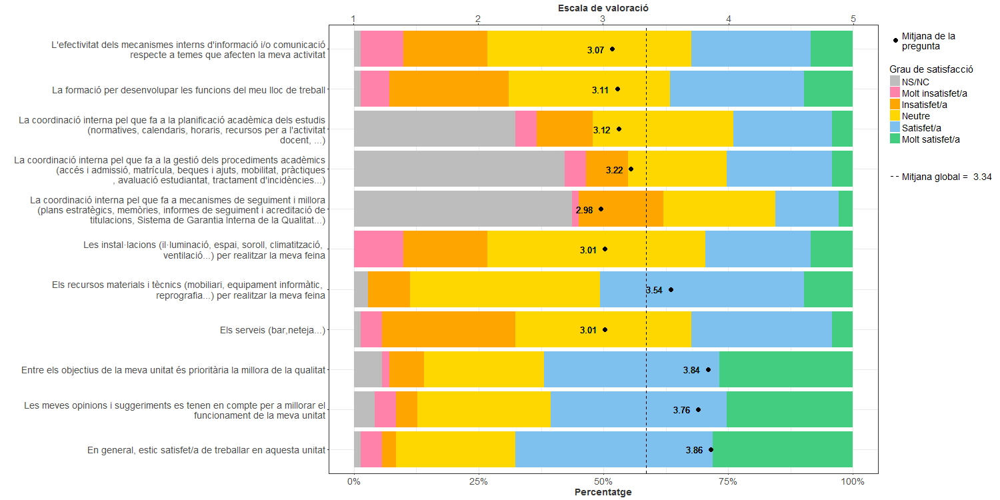 Escala de valoració
1 2 3 4 5
L'efectivitat dels mecanismes interns d'informació i/o comunicació
respecte a temes que afecten la meva activitat
3.07
La formació per desenvolupar les funcions del meu lloc de treball
3.11
La coordinació interna pel que fa a la planificació acadèmica dels estudis
(normatives, calendaris, horaris, recursos per a l'activitat
docent, ...)
3.12
La coordinació interna pel que fa a la gestió dels procediments acadèmics
(accés i admissió, matrícula, beques i ajuts, mobilitat, pràctiques
, avaluació estudiantat, tractament d'incidències...)
3.22
La coordinació interna pel que fa a mecanismes de seguiment i millora
(plans estratègics, memòries, informes de seguiment i acreditació de
titulacions, Sistema de Garantia Interna de la Qualitat...)
2.98
Les instal·lacions (il·luminació, espai, soroll, climatització,
ventilació...) per realitzar la meva feina
3.01
Els recursos materials i tècnics (mobiliari, equipament informàtic,
reprografia...) per realitzar la meva feina
3.54
Els serveis (bar,neteja...)
3.01
Entre els objectius de la meva unitat és prioritària la millora de la qualitat
3.84
Les meves opinions i suggeriments es tenen en compte per a millorar el
funcionament de la meva unitat
3.76
En general, estic satisfet/a de treballar en aquesta unitat
3.86
0% 25% 50% 75% 100%
Percentatge
Mitjana de la
pregunta
Grau de satisfacció
NS/NC
Molt insatisfet/a
Insatisfet/a
Neutre
Satisfet/a
Molt satisfet/a
Mitjana global = 3.34